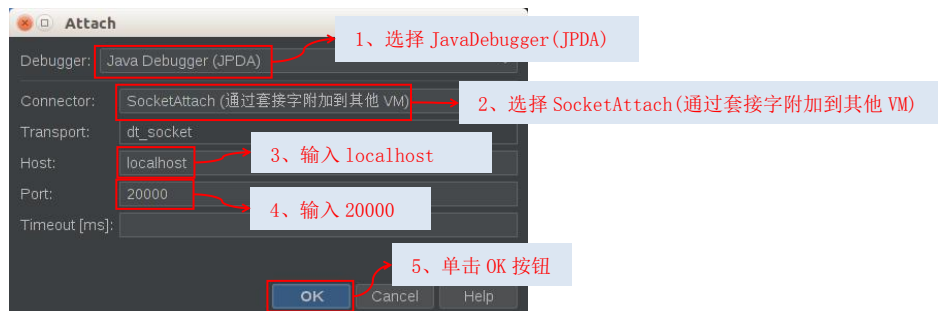 Attach
1、选择 JavaDebugger(JPDA)
Debugger: Java Debugger (JPDA)
Connector: SocketAttach (通过套接字附加到其他 VM)
2、选择 SocketAttach(通过套接字附加到其他 VM)
Transport: dt_socket
3、输入 localhost
Host: localhost
Port: 20000
4、输入 20000
Timeout [ms]:
5、单击 OK 按钮
OK Cancel Help